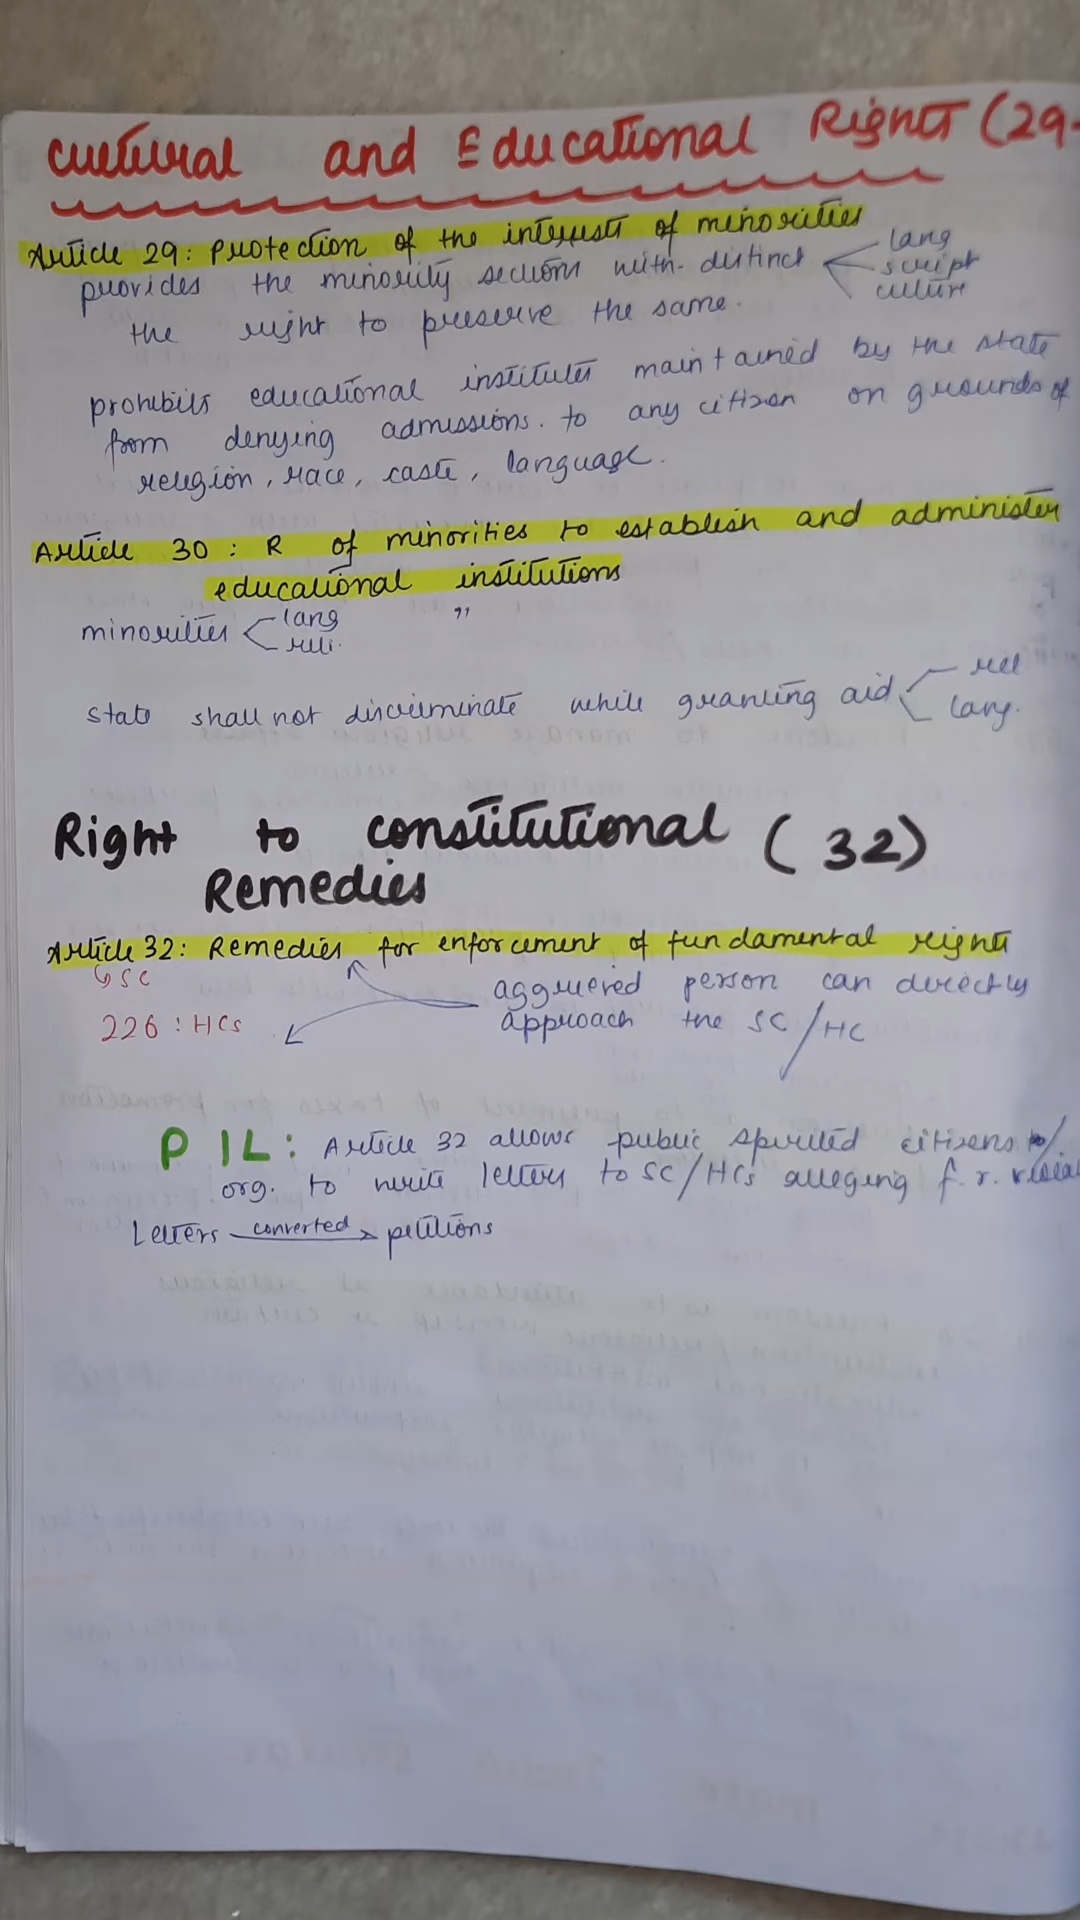 Cultural and Educational Rights (29-
Article 29: Protection of the interests of minorities
provides the minority sections with distinct lang
script
culture
the right to preserve the same.
prohibits educational institutes maintained by the state
from denying admissions. to any citizen on grounds of
religion, race, caste, language.
Article 30: R of minorities to establish and administer
educational institutions
minorities lang "
reli.
state shall not discriminate while granting aid rel
lang.
Right to constitutional (32)
Remedies
Article 32: Remedies for enforcement of fundamental rights
SC
aggrieved person can directly
226: HCs approach the SC/HC
PIL: Article 32 allows public spirited citizens /
org. to write letters to SC/HCs alleging f.r.
Letters converted petitions